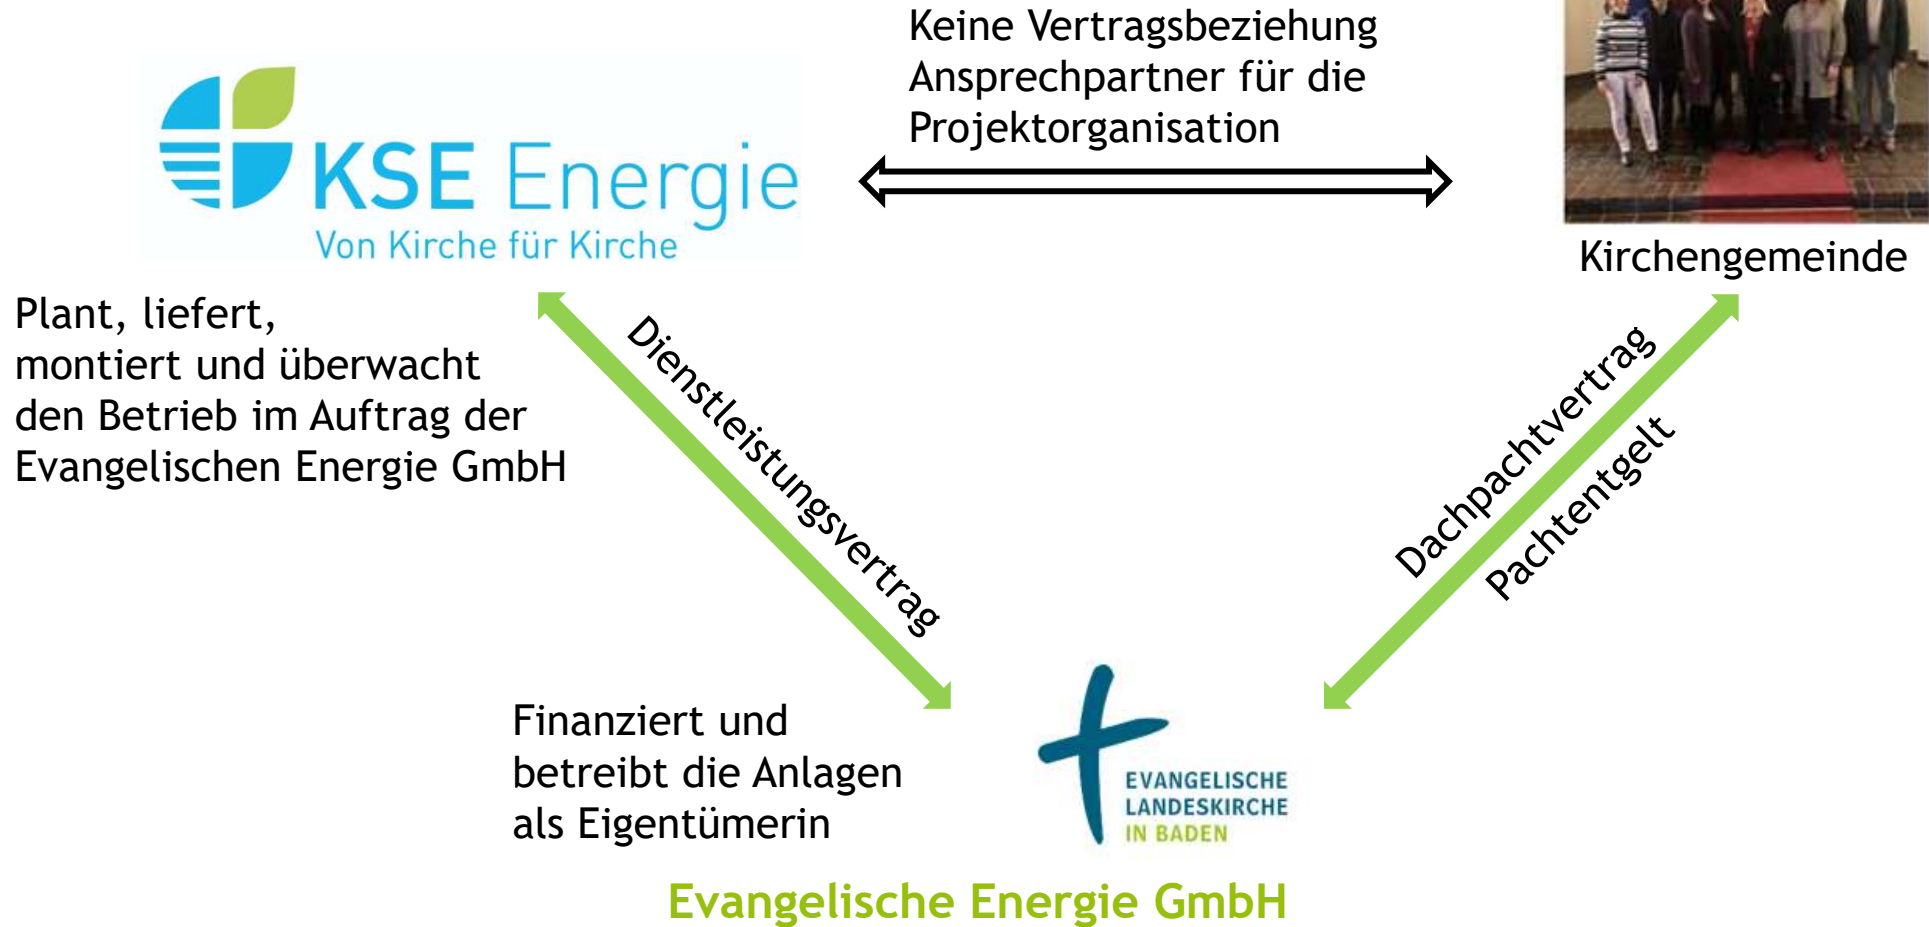 Keine Vertragsbeziehung
Ansprechpartner für die
Projektorganisation
KSE Energie
Von Kirche für Kirche
Kirchengemeinde
Plant, liefert,
montiert und überwacht
den Betrieb im Auftrag der
Evangelischen Energie GmbH
Dienstleistungsvertrag
Dachpachtvertrag
Pachtentgelt
Finanziert und
betreibt die Anlagen
als Eigentümerin
EVANGELISCHE
LANDESKIRCHE
IN BADEN
Evangelische Energie GmbH